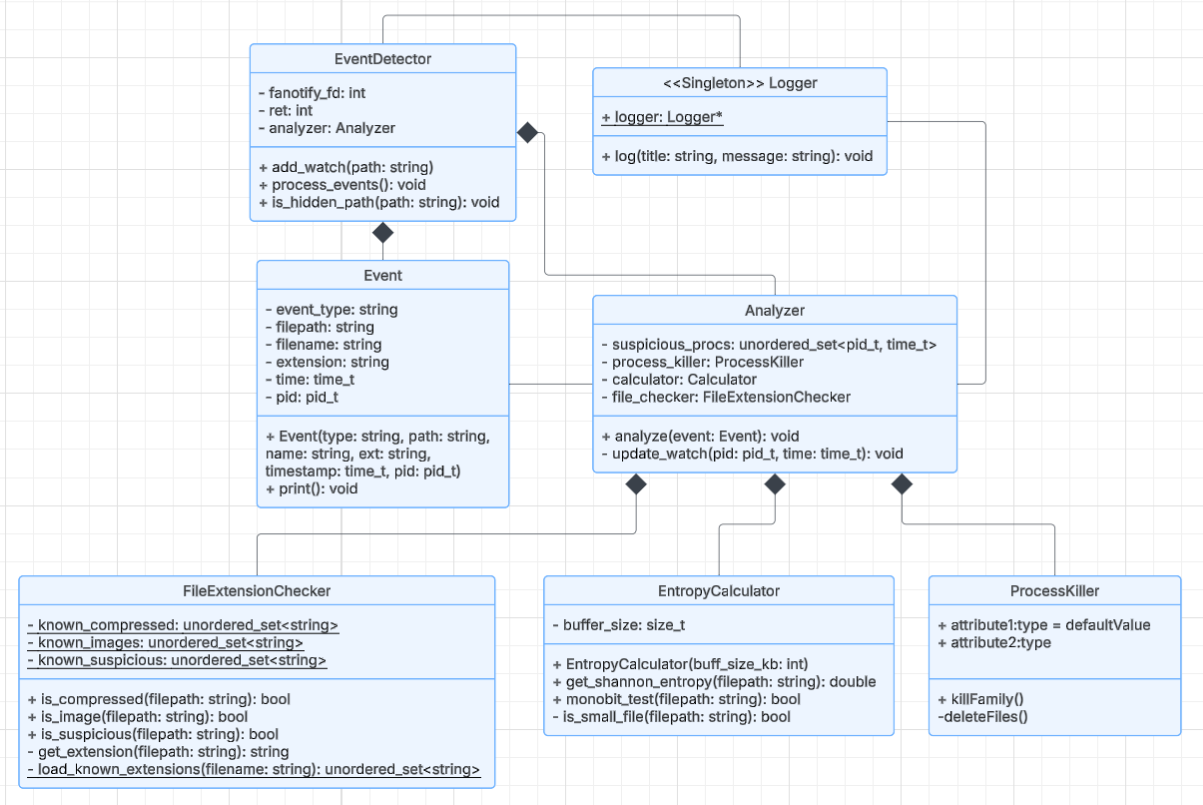 EventDetector
- fanotify_fd: int
- ret: int
- analyzer: Analyzer
+ add_watch(path: string)
+ process_events(): void
+ is_hidden_path(path: string): void
<<Singleton>> Logger
+ logger: Logger*
+ log(title: string, message: string): void
Event
- event_type: string
- filepath: string
- filename: string
- extension: string
- time: time_t
- pid: pid_t
+ Event(type: string, path: string,
name: string, ext: string,
timestamp: time_t, pid: pid_t)
+ print(): void
Analyzer
- suspicious_procs: unordered_set<pid_t, time_t>
- process_killer: ProcessKiller
- calculator: Calculator
- file_checker: FileExtensionChecker
+ analyze(event: Event): void
- update_watch(pid: pid_t, time: time_t): void
FileExtensionChecker
- known_compressed: unordered_set<string>
- known_images: unordered_set<string>
- known_suspicious: unordered_set<string>
+ is_compressed(filepath: string): bool
+ is_image(filepath: string): bool
+ is_suspicious(filepath: string): bool
- get_extension(filepath: string): string
- load_known_extensions(filename: string): unordered_set<string>
EntropyCalculator
- buffer_size: size_t
+ EntropyCalculator(buff_size_kb: int)
+ get_shannon_entropy(filepath: string): double
+ monobit_test(filepath: string): bool
- is_small_file(filepath: string): bool
ProcessKiller
+ attribute1:type = defaultValue
+ attribute2:type
+ killFamily()
-deleteFiles()